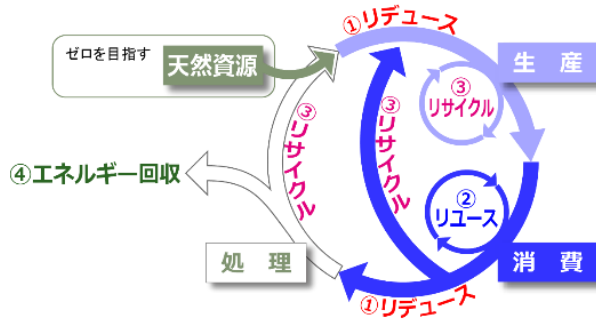 ①リデュース
ゼロを目指す
天然資源
生　産
③
リサイクル
③リサイクル
③リサイクル
④エネルギー回収
②
リユース
処　理
消　費
①リデュース